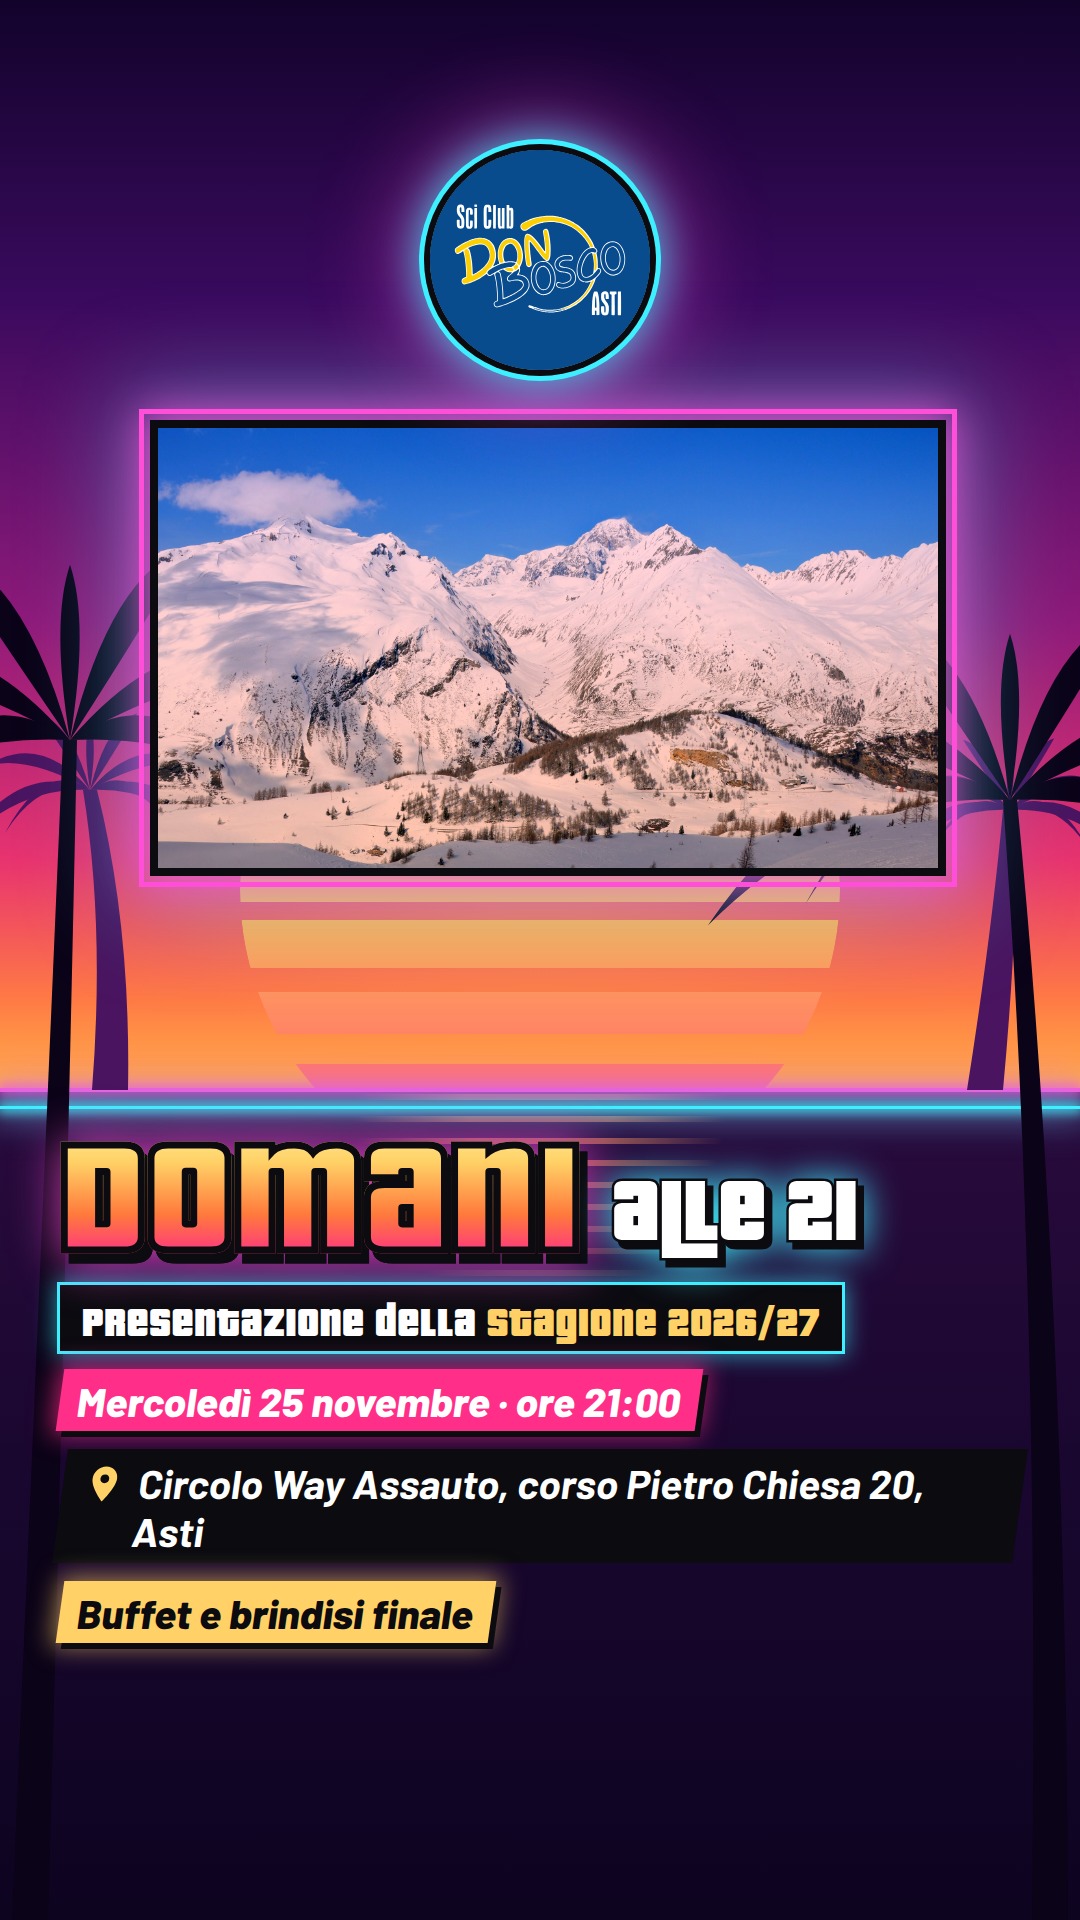 Sci Club
DON
BOSCO
ASTI
DOMANI alle 21
Presentazione della stagione 2026/27
Mercoledì 25 novembre · ore 21:00
Circolo Way Assauto, corso Pietro Chiesa 20,
Asti
Buffet e brindisi finale